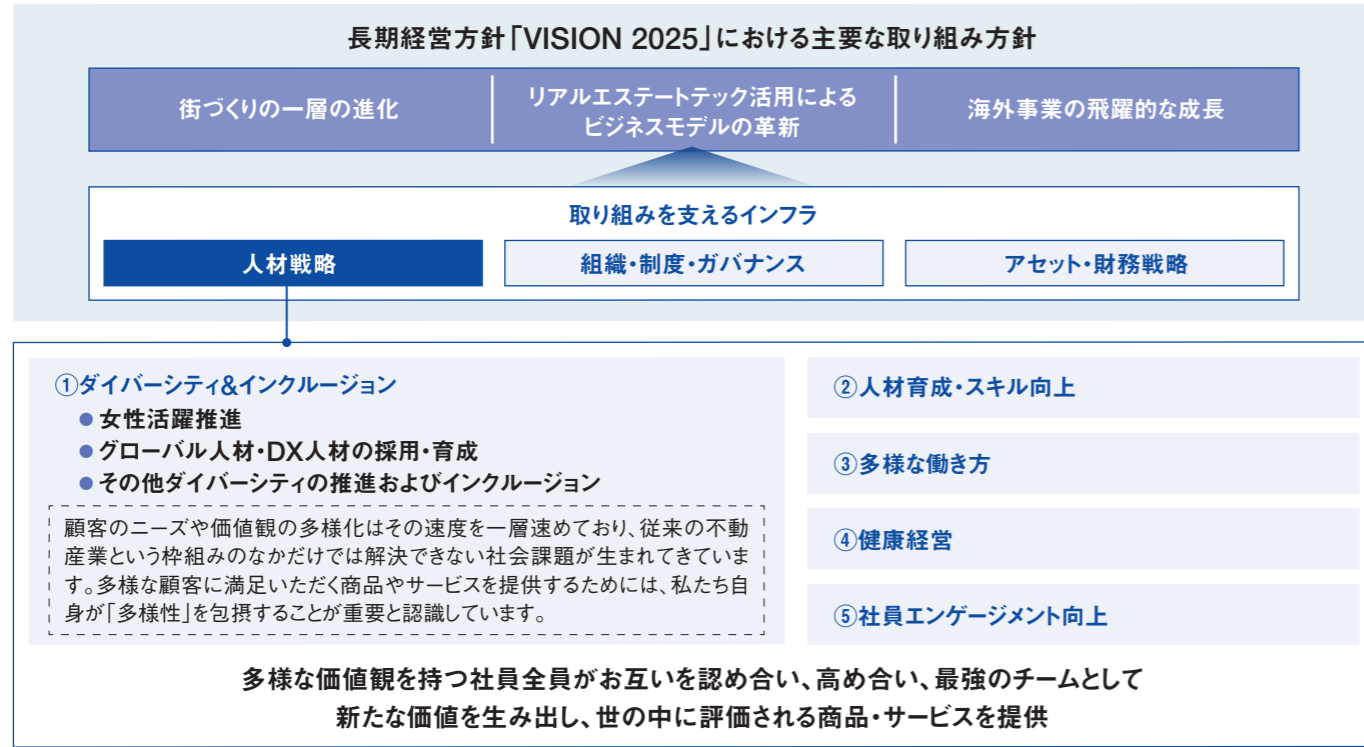 長期経営方針「VISION 2025」における主要な取り組み方針
街づくりの一層の進化
リアルエステートテック活用による
ビジネスモデルの革新
海外事業の飛躍的な成長
取り組みを支えるインフラ
人材戦略
組織・制度・ガバナンス
アセット・財務戦略
①ダイバーシティ&インクルージョン
●女性活躍推進
●グローバル人材・DX人材の採用・育成
●その他ダイバーシティの推進およびインクルージョン
顧客のニーズや価値観の多様化はその速度を一層速めており、従来の不動
産業という枠組みのなかだけでは解決できない社会課題が生まれてきていま
す。多様な顧客に満足いただく商品やサービスを提供するためには、私たち自
身が「多様性」を包摂することが重要と認識しています。
②人材育成・スキル向上
③多様な働き方
④健康経営
⑤社員エンゲージメント向上
多様な価値観を持つ社員全員がお互いを認め合い、高め合い、最強のチームとして
新たな価値を生み出し、世の中に評価される商品・サービスを提供